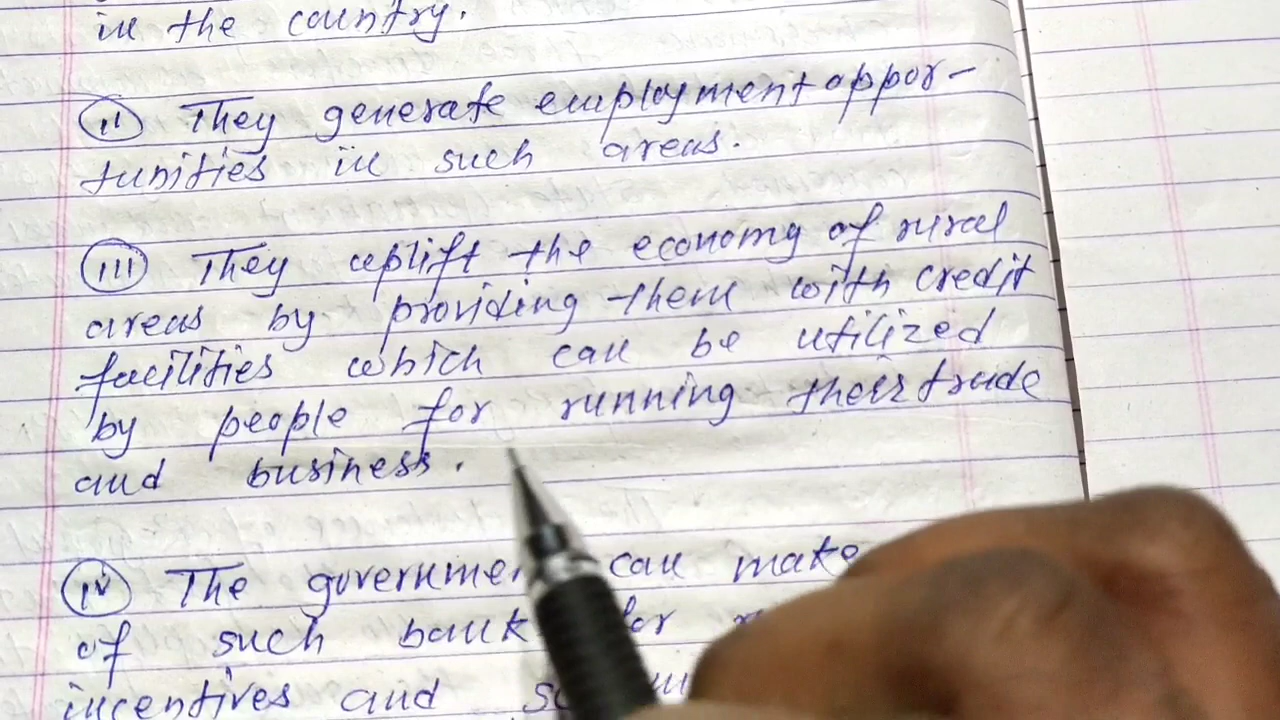 in the country.
(ii) They generate employment oppor-
tunities in such areas.
(iii) They uplift the economy of rural
areas by providing them with credit
facilities which can be utilized
by people for running their trade
and business.
(iv) The government can make
of such bank for
incentives and